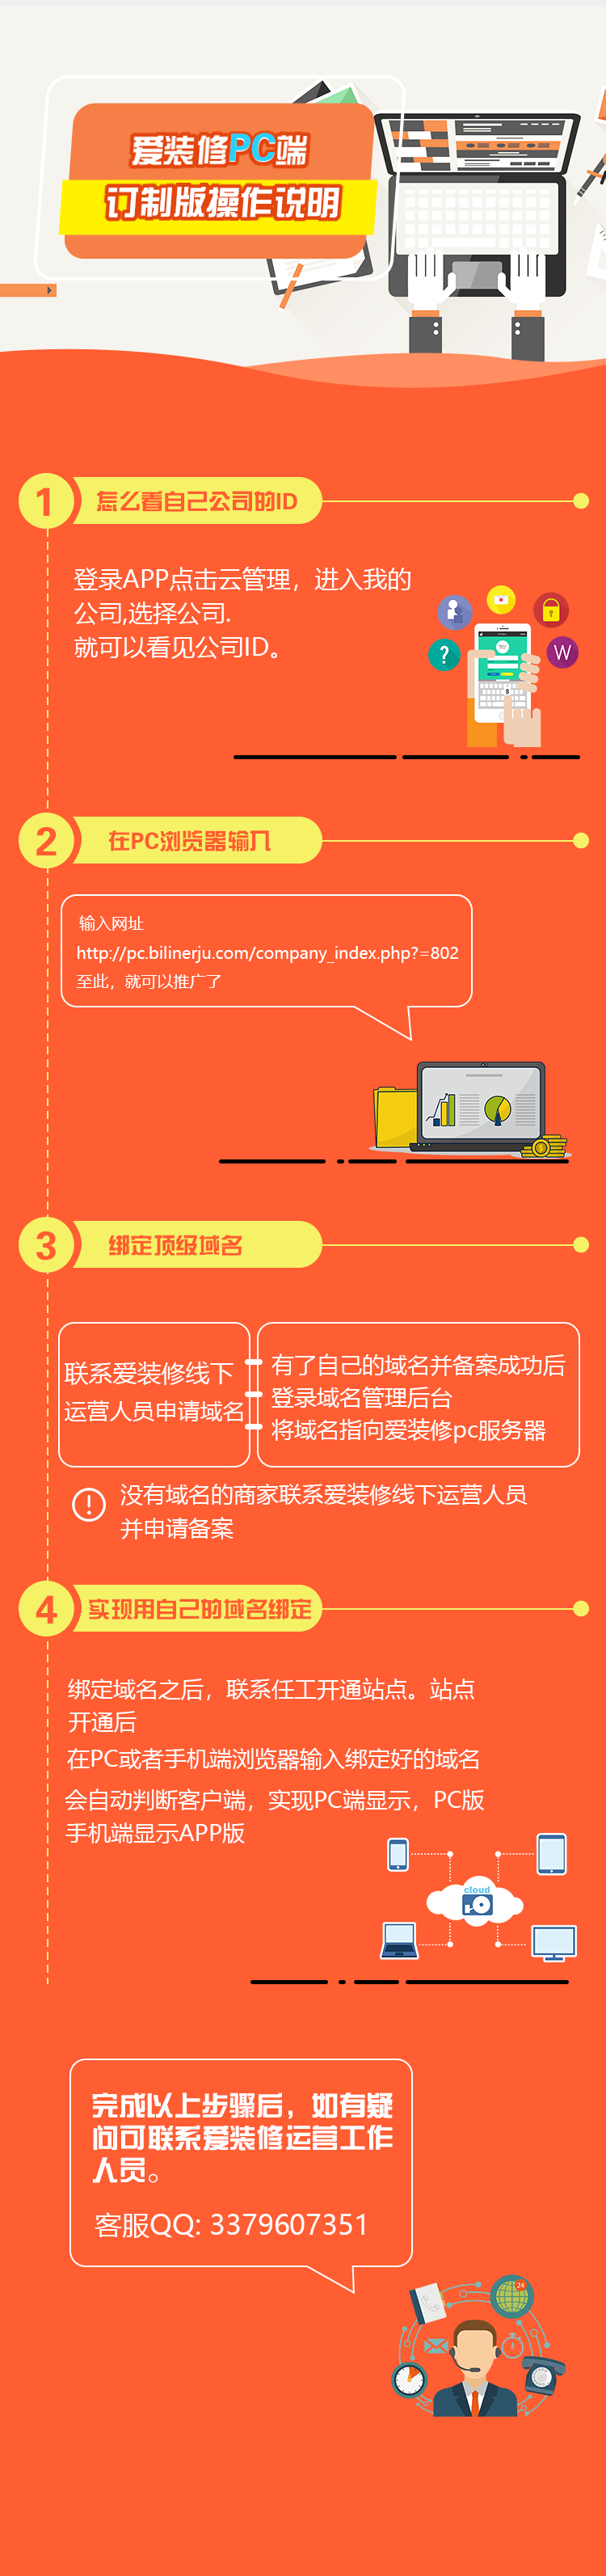 爱装修PC端
订制版操作说明
1
怎么看自己公司的ID
登录APP点击云管理，进入我的
公司,选择公司.
就可以看见公司ID。
?
W
8
2
在PC浏览器输入
输入网址
http://pc.bilinerju.com/company_index.php?=802
至此，就可以推广了
3
绑定顶级域名
联系爱装修线下
运营人员申请域名
有了自己的域名并备案成功后
登录域名管理后台
将域名指向爱装修pc服务器
没有域名的商家联系爱装修线下运营人员
并申请备案
4
实现用自己的域名绑定
绑定域名之后，联系任工开通站点。站点
开通后
在PC或者手机端浏览器输入绑定好的域名
会自动判断客户端，实现PC端显示，PC版
手机端显示APP版
cloud
完成以上步骤后，如有疑
问可联系爱装修运营工作
人员。
客服QQ: 3379607351
24